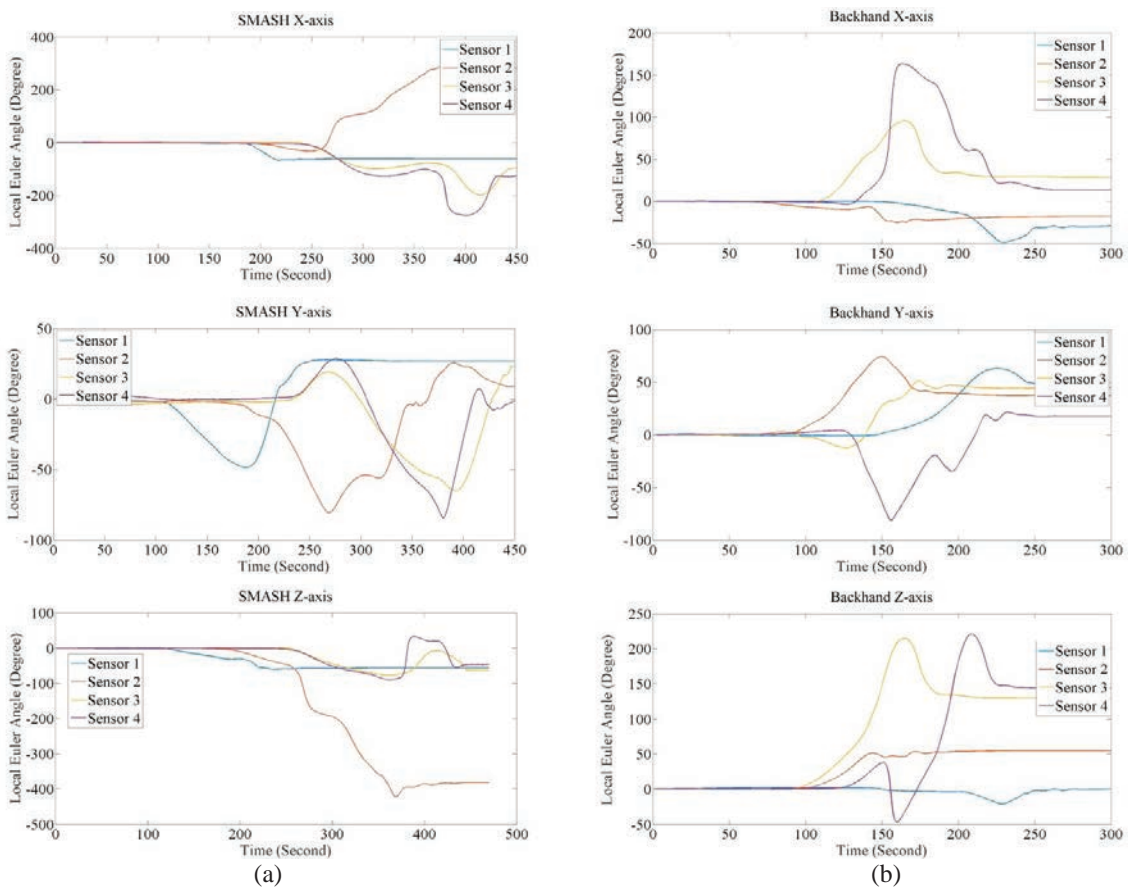 SMASH X-axis
400
200
0
-200
-400
0 50 100 150 200 250 300 350 400 450
Local Euler Angle (Degree)
Time (Second)
Sensor 1
Sensor 2
Sensor 3
Sensor 4
SMASH Y-axis
50
0
-50
-100
0 50 100 150 200 250 300 350 400 450
Local Euler Angle (Degree)
Time (Second)
Sensor 1
Sensor 2
Sensor 3
Sensor 4
SMASH Z-axis
100
0
-100
-200
-300
-400
-500
0 100 200 300 400 500
Local Euler Angle (Degree)
Time (Second)
Sensor 1
Sensor 2
Sensor 3
Sensor 4
(a)
Backhand X-axis
200
150
100
50
0
-50
0 50 100 150 200 250 300
Local Euler Angle (Degree)
Time (Second)
Sensor 1
Sensor 2
Sensor 3
Sensor 4
Backhand Y-axis
100
50
0
-50
-100
0 50 100 150 200 250 300
Local Euler Angle (Degree)
Time (Second)
Sensor 1
Sensor 2
Sensor 3
Sensor 4
Backhand Z-axis
250
200
150
100
50
0
-50
0 50 100 150 200 250 300
Local Euler Angle (Degree)
Time (Second)
Sensor 1
Sensor 2
Sensor 3
Sensor 4
(b)